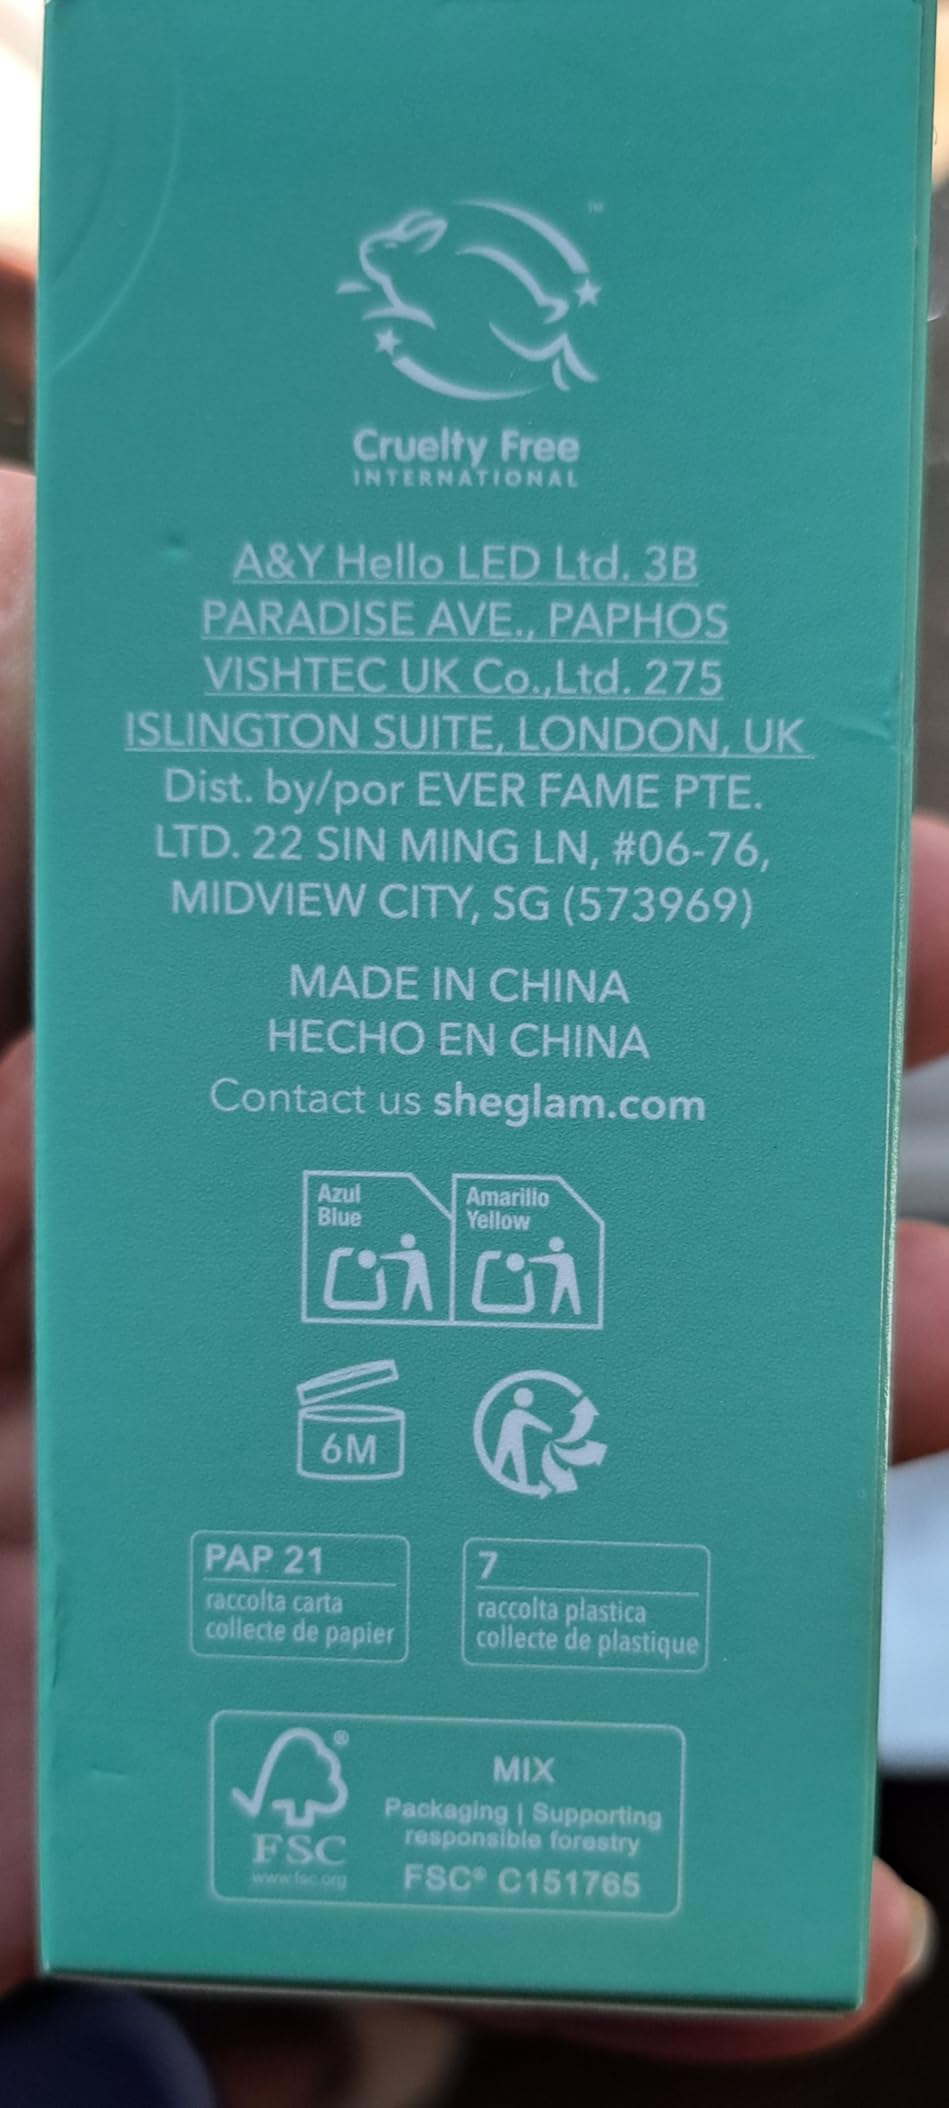 ™
Cruelty Free
INTERNATIONAL
A&Y Hello LED Ltd. 3B
PARADISE AVE., PAPHOS
VISHTEC UK Co.,Ltd. 275
ISLINGTON SUITE, LONDON, UK
Dist. by/por EVER FAME PTE.
LTD. 22 SIN MING LN, #06-76,
MIDVIEW CITY, SG (573969)
MADE IN CHINA
HECHO EN CHINA
Contact us sheglam.com
Azul
Blue
Amarillo
Yellow
6M
PAP 21
raccolta carta
collecte de papier
7
raccolta plastica
collecte de plastique
®
FSC
www.fsc.org
MIX
Packaging | Supporting
responsible forestry
FSC® C151765